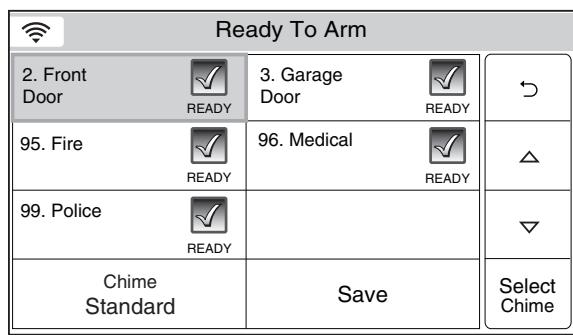 Ready To Arm
2. Front
Door
READY
3. Garage
Door
READY
95. Fire
READY
96. Medical
READY
99. Police
READY
Chime
Standard
Save
Select
Chime